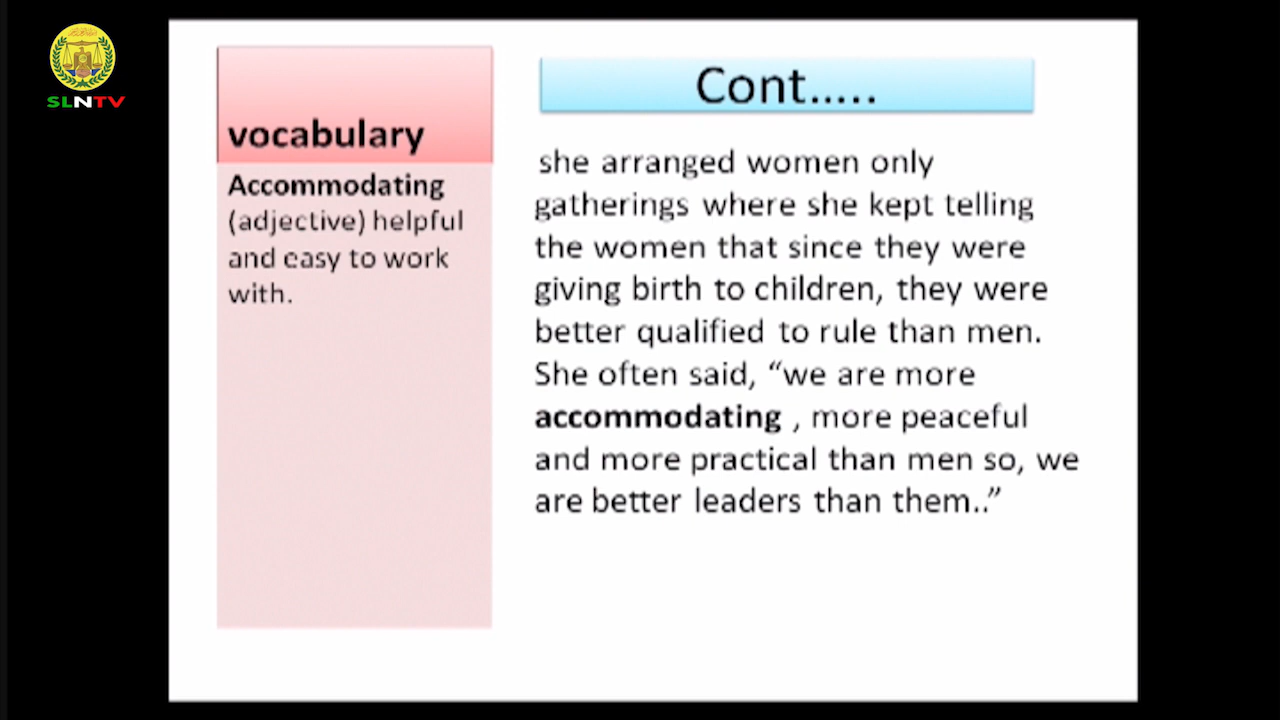 SLNTV
vocabulary
Accommodating
(adjective) helpful
and easy to work
with.
Cont.....
she arranged women only
gatherings where she kept telling
the women that since they were
giving birth to children, they were
better qualified to rule than men.
She often said, “we are more
accommodating , more peaceful
and more practical than men so, we
are better leaders than them..”